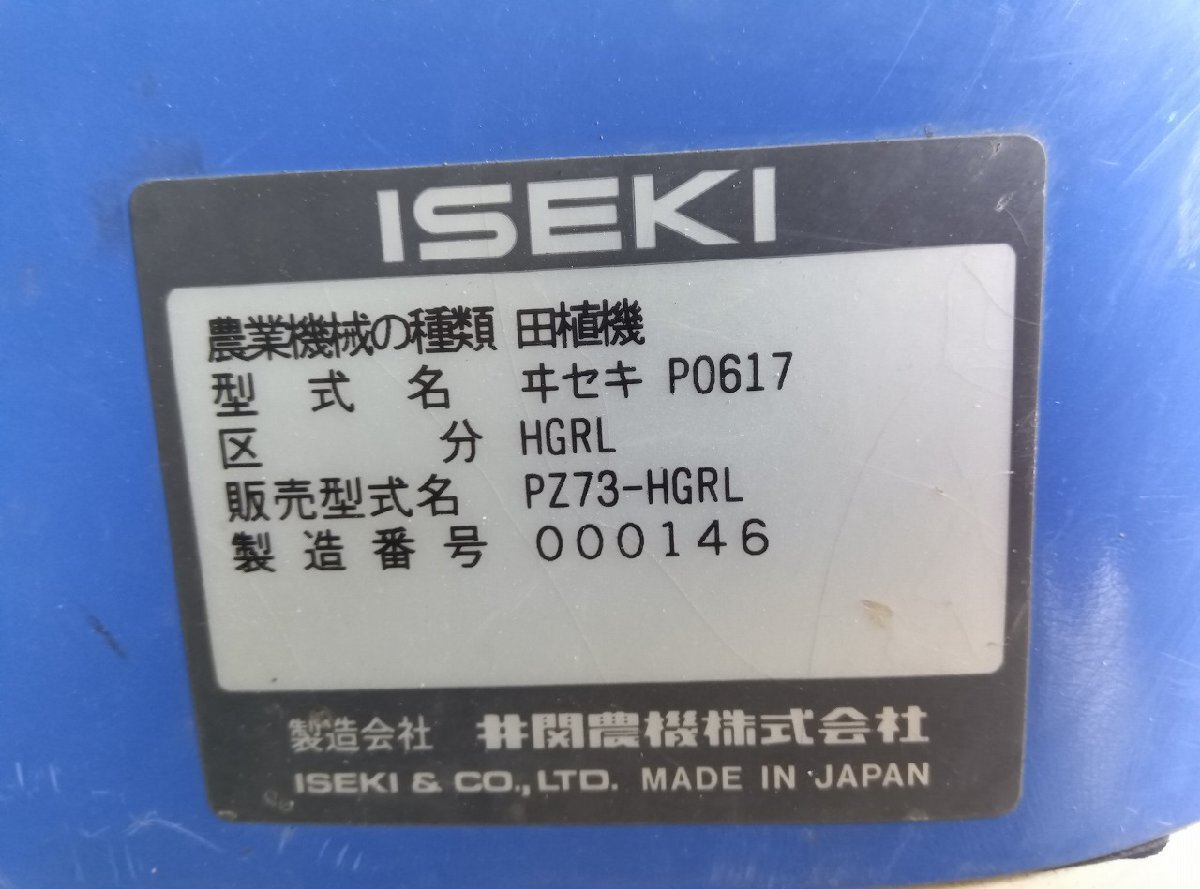 ISEKI
農業機械の種類 田植機
型式名 ヰセキ P0617
区分 HGRL
販売型式名 PZ73-HGRL
製造番号 000146
製造会社 井関農機株式会社
ISEKI & CO.,LTD. MADE IN JAPAN